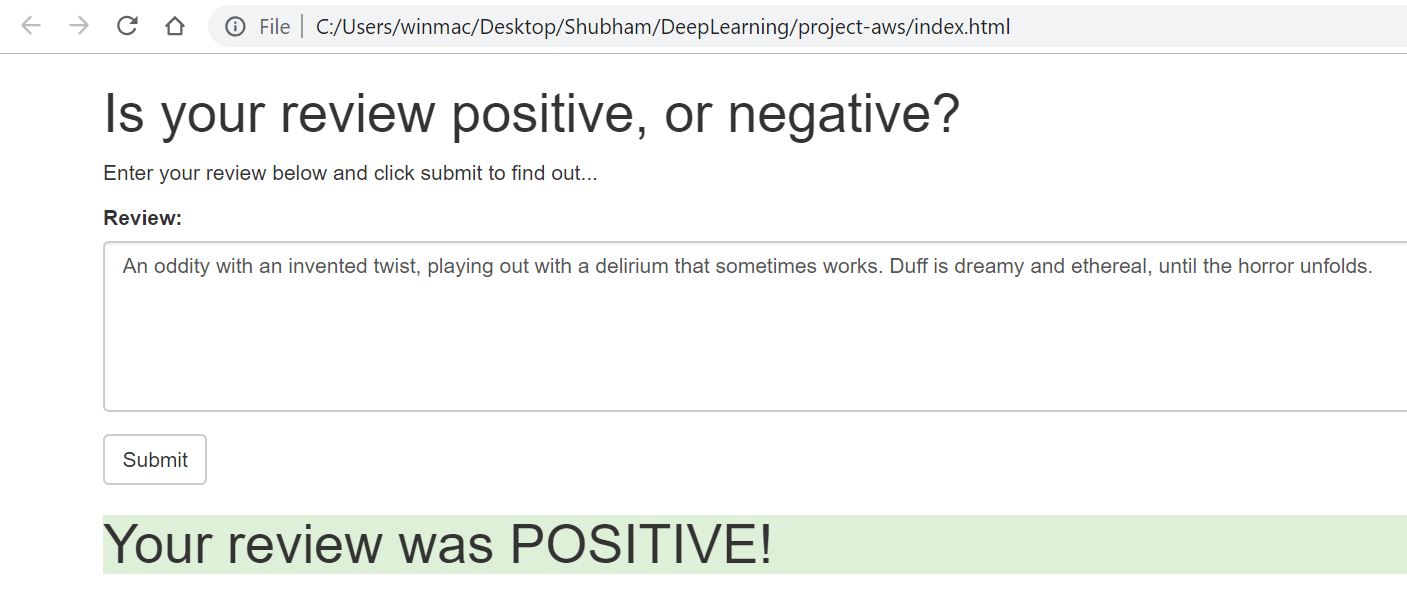 File | C:/Users/winmac/Desktop/Shubham/DeepLearning/project-aws/index.html
Is your review positive, or negative?
Enter your review below and click submit to find out...
Review:
An oddity with an invented twist, playing out with a delirium that sometimes works. Duff is dreamy and ethereal, until the horror unfolds.
Submit
Your review was POSITIVE!